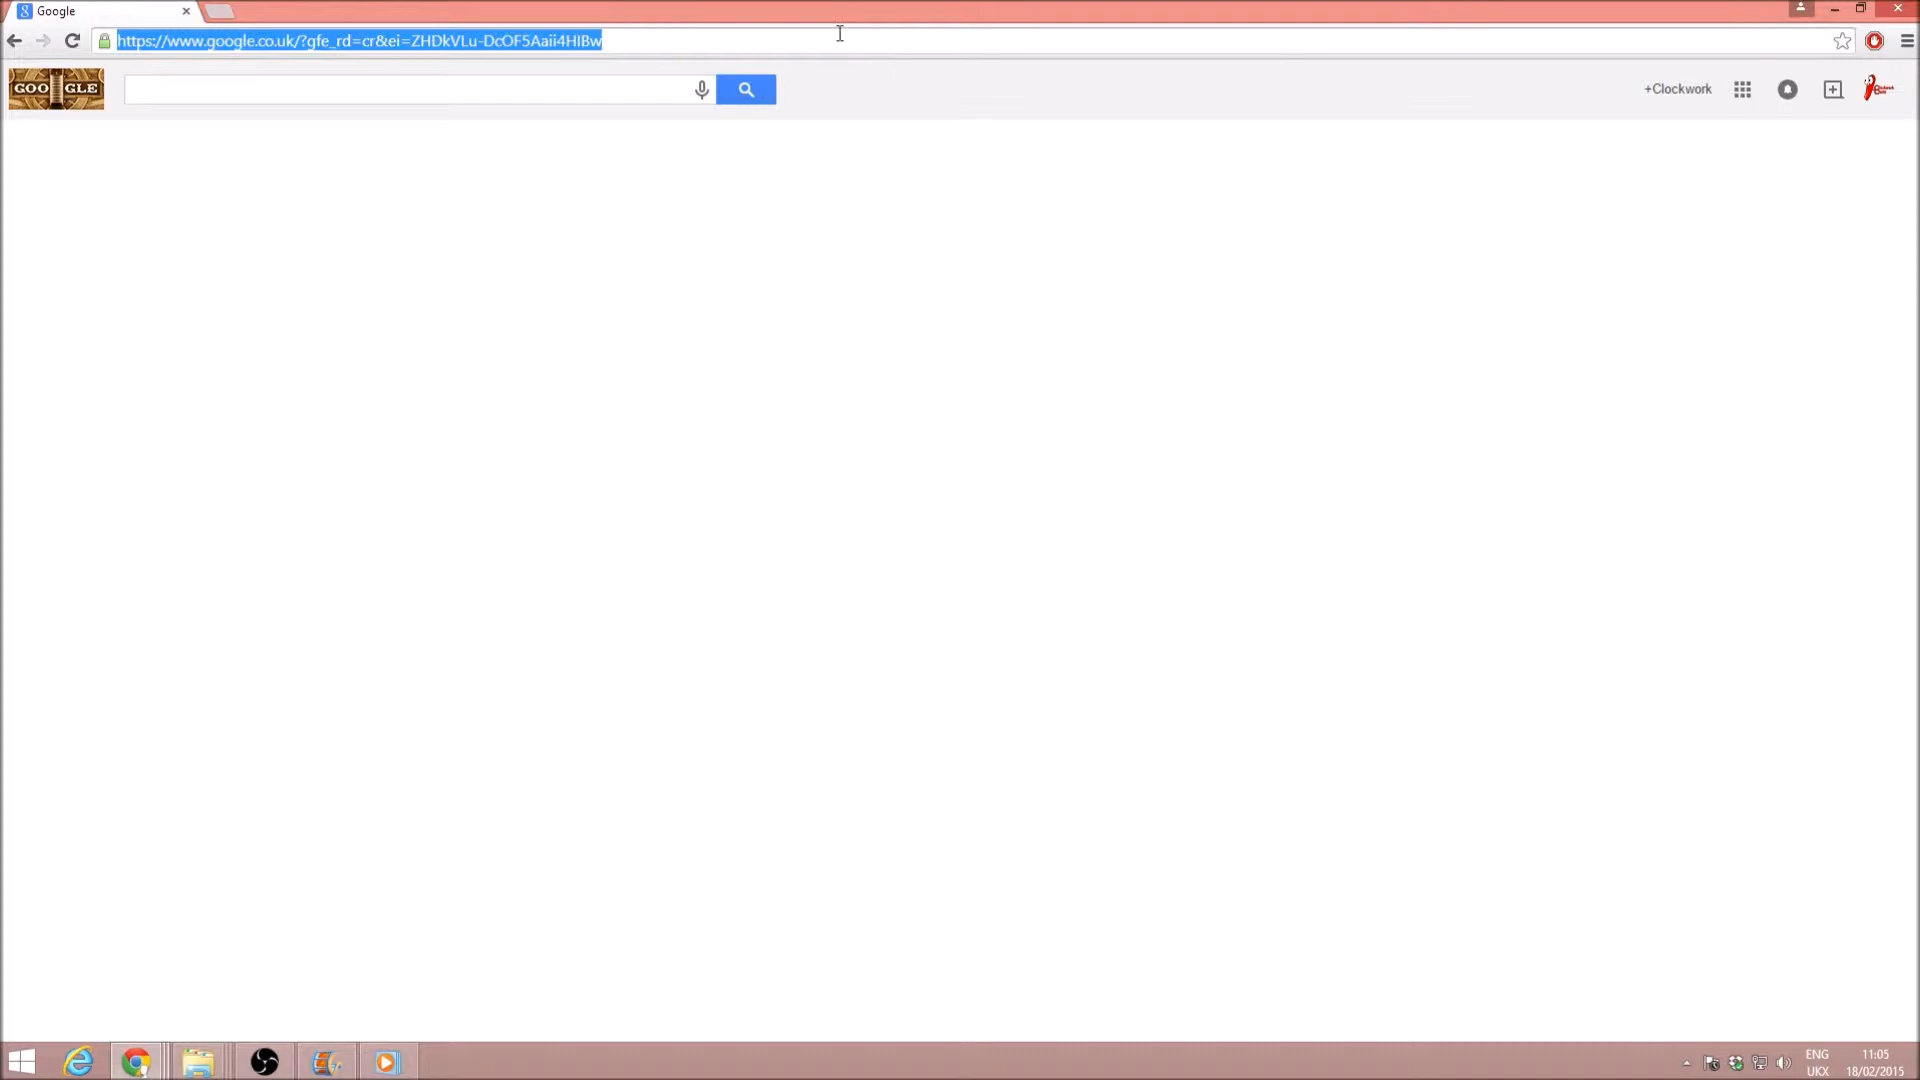 Google
https://www.google.co.uk/?gfe_rd=cr&ei=ZHDkVLu-DcOF5Aaii4HIBw
GOO GLE
+Clockwork
ENG
UKX
11:05
18/02/2015